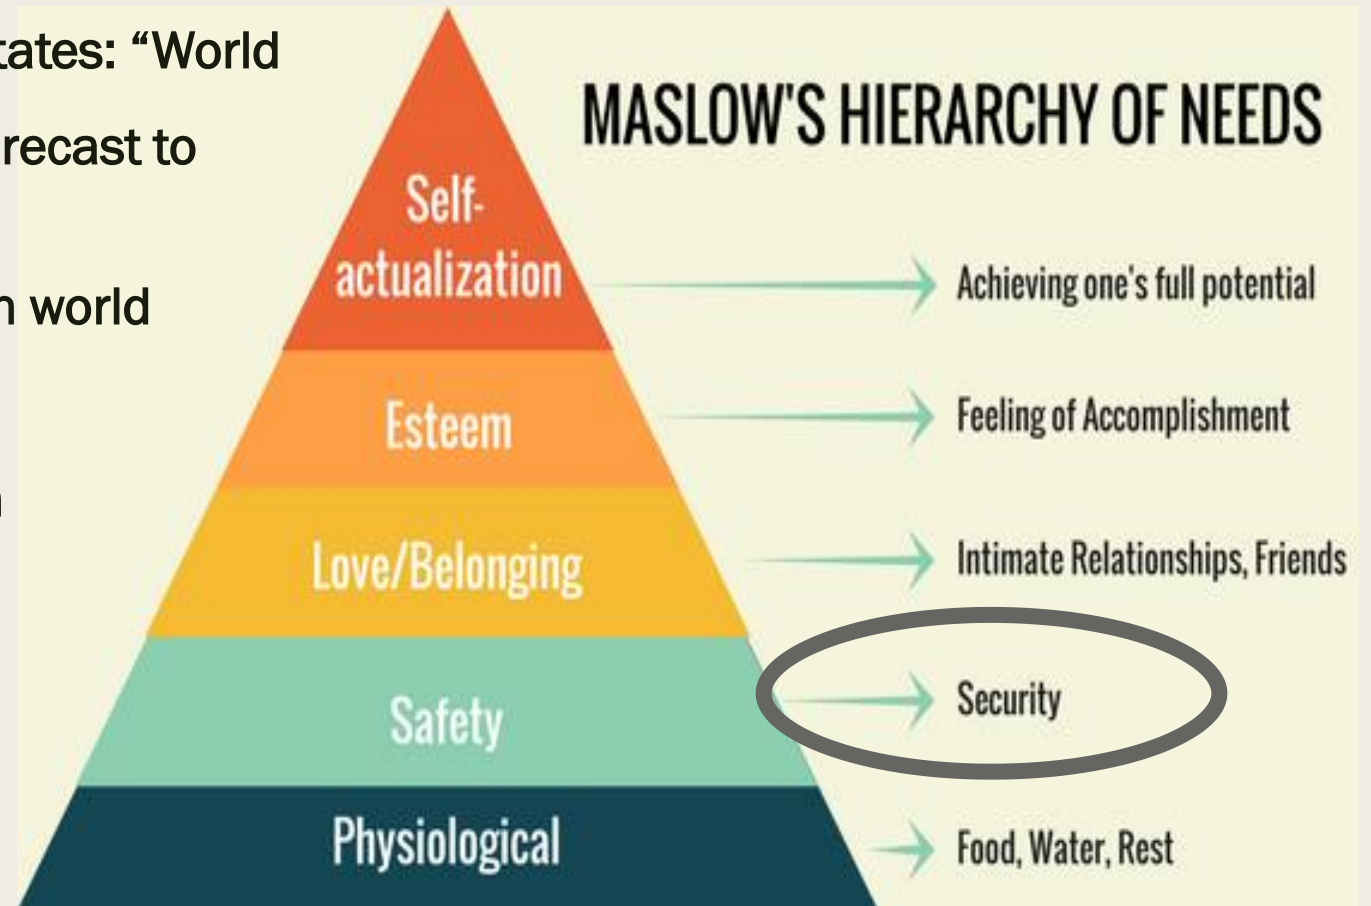 tates: “World
recast to
n world
MASLOW'S HIERARCHY OF NEEDS
Self-
actualization
Achieving one's full potential
Esteem
Feeling of Accomplishment
Love/Belonging
Intimate Relationships, Friends
Safety
Security
Physiological
Food, Water, Rest